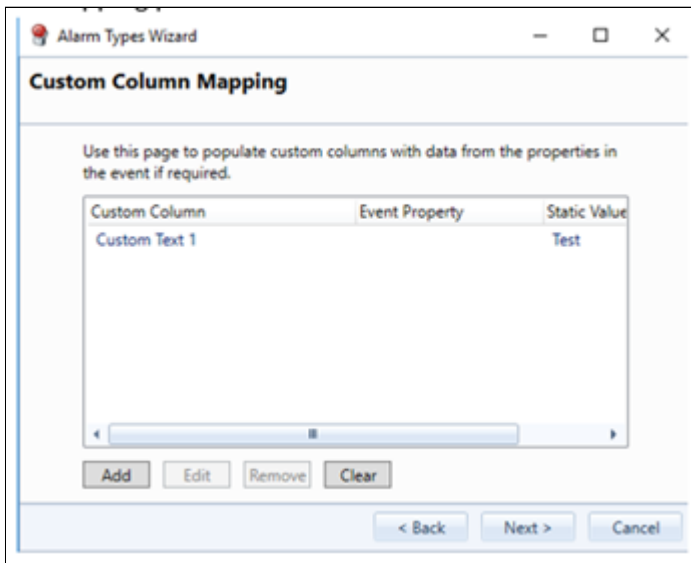 Alarm Types Wizard
Custom Column Mapping
Use this page to populate custom columns with data from the properties in
the event if required.
Custom Column Event Property Static Value
Custom Text 1 Test
Add Edit Remove Clear
< Back Next > Cancel